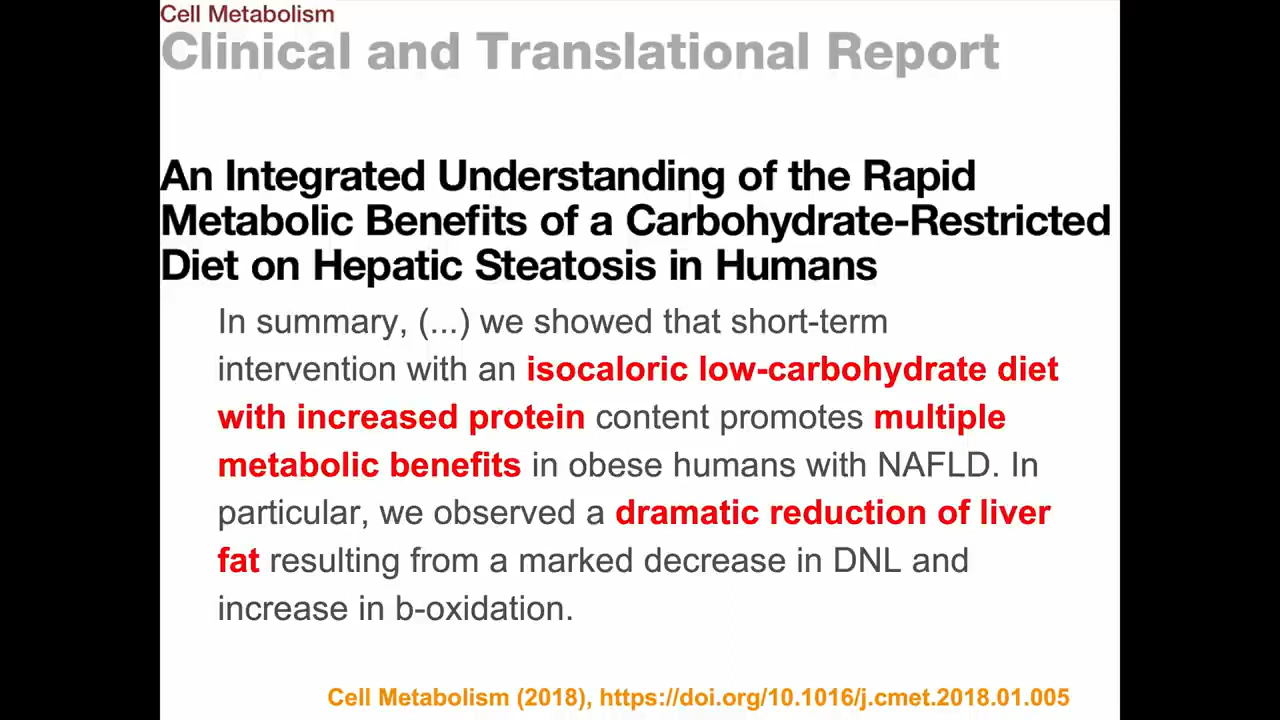 Cell Metabolism
Clinical and Translational Report
An Integrated Understanding of the Rapid
Metabolic Benefits of a Carbohydrate-Restricted
Diet on Hepatic Steatosis in Humans
In summary, (...) we showed that short-term
intervention with an isocaloric low-carbohydrate diet
with increased protein content promotes multiple
metabolic benefits in obese humans with NAFLD. In
particular, we observed a dramatic reduction of liver
fat resulting from a marked decrease in DNL and
increase in b-oxidation.
Cell Metabolism (2018), https://doi.org/10.1016/j.cmet.2018.01.005